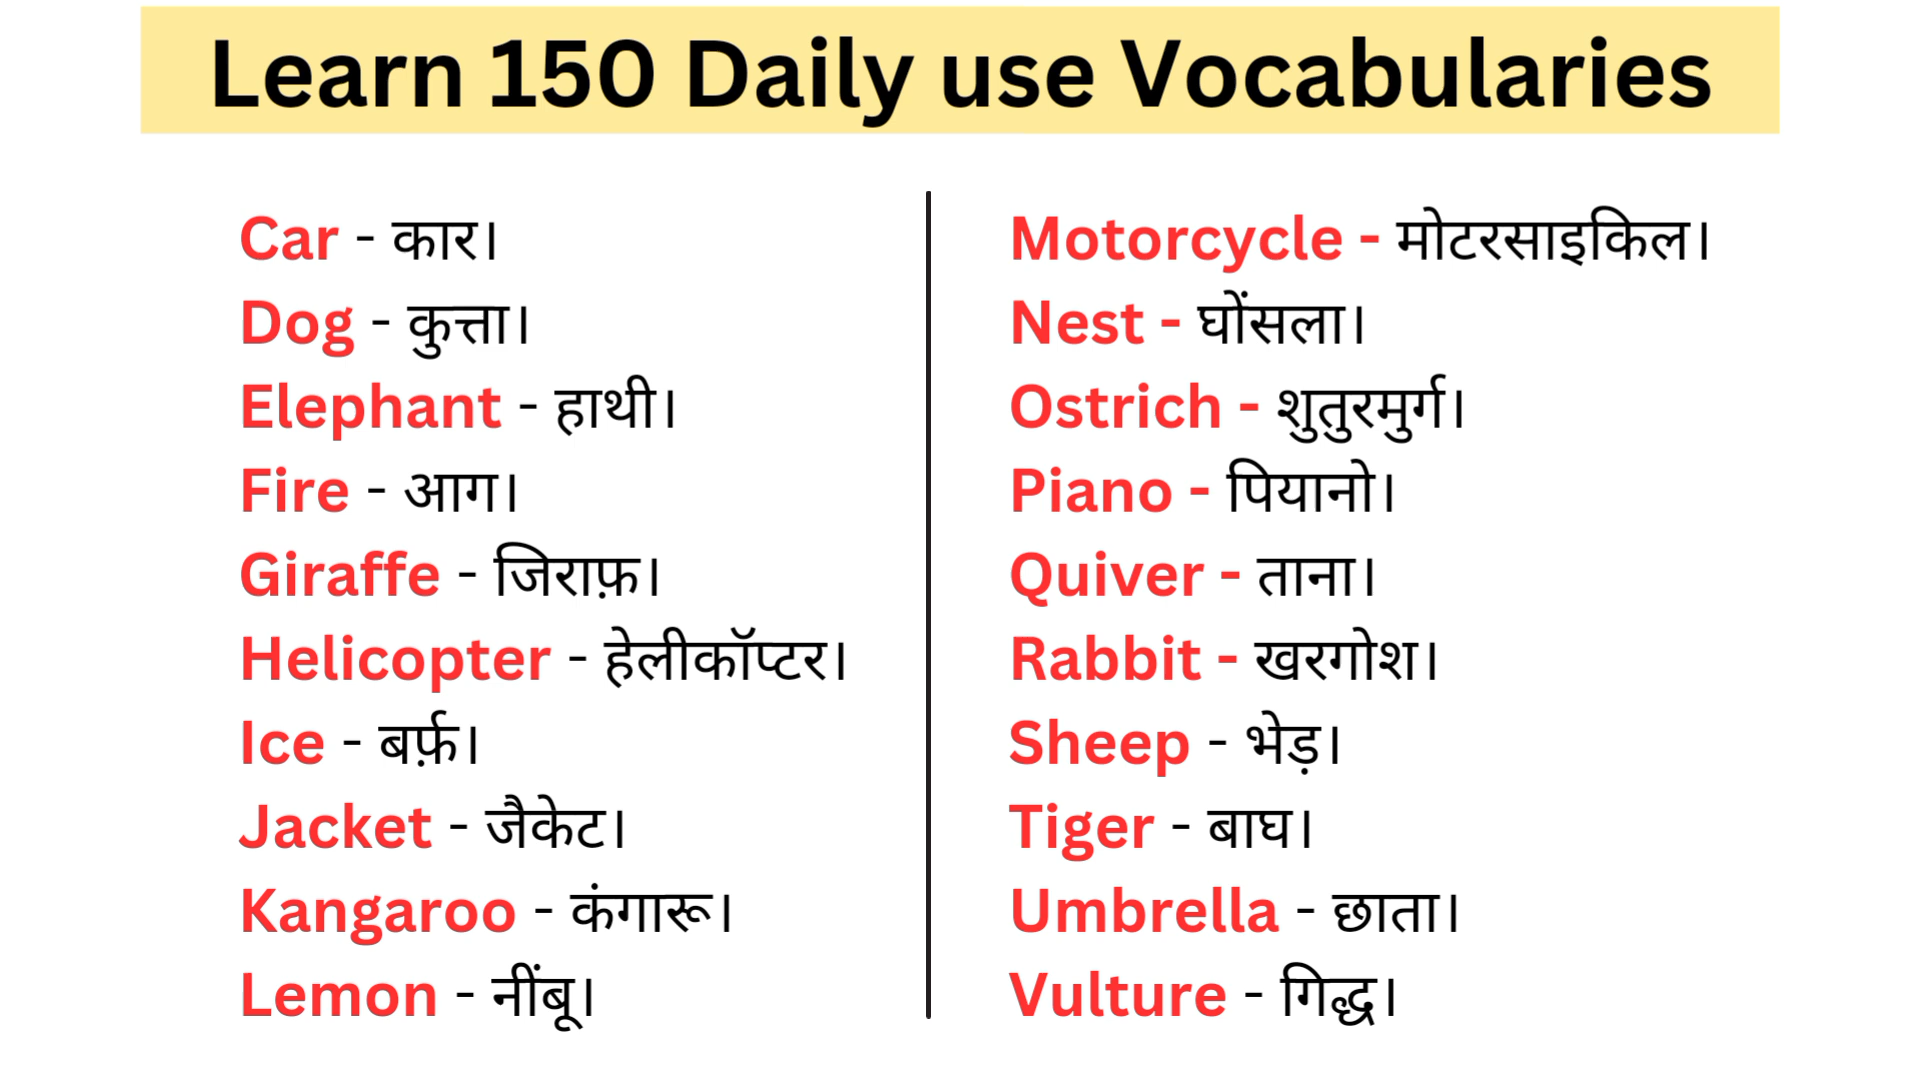 Learn 150 Daily use Vocabularies
Car - कार।
Dog - कुत्ता।
Elephant - हाथी।
Fire - आग।
Giraffe - जिराफ़।
Helicopter - हेलीकॉप्टर।
Ice - बर्फ़।
Jacket - जैकेट।
Kangaroo - कंगारू।
Lemon - नींबू।
Motorcycle - मोटरसाइकिल।
Nest - घोंसला।
Ostrich - शुतुरमुर्ग।
Piano - पियानो।
Quiver - ताना।
Rabbit - खरगोश।
Sheep - भेड़।
Tiger - बाघ।
Umbrella - छाता।
Vulture - गिद्ध।